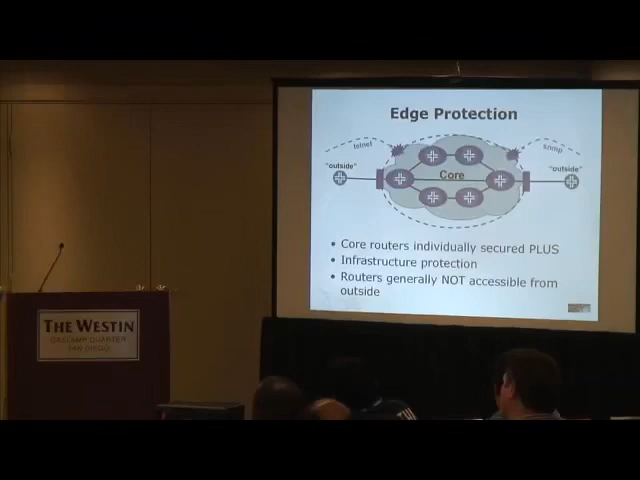 Edge Protection
telnet
snmp
"outside"
"outside"
Core
• Core routers individually secured PLUS
• Infrastructure protection
• Routers generally NOT accessible from
outside
THE WESTIN
GASLAMP QUARTER
SAN DIEGO